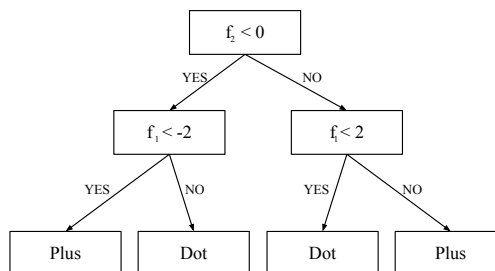 f₂ < 0
YES
NO
f₁ < -2
f₁ < 2
YES
NO
YES
NO
Plus
Dot
Dot
Plus